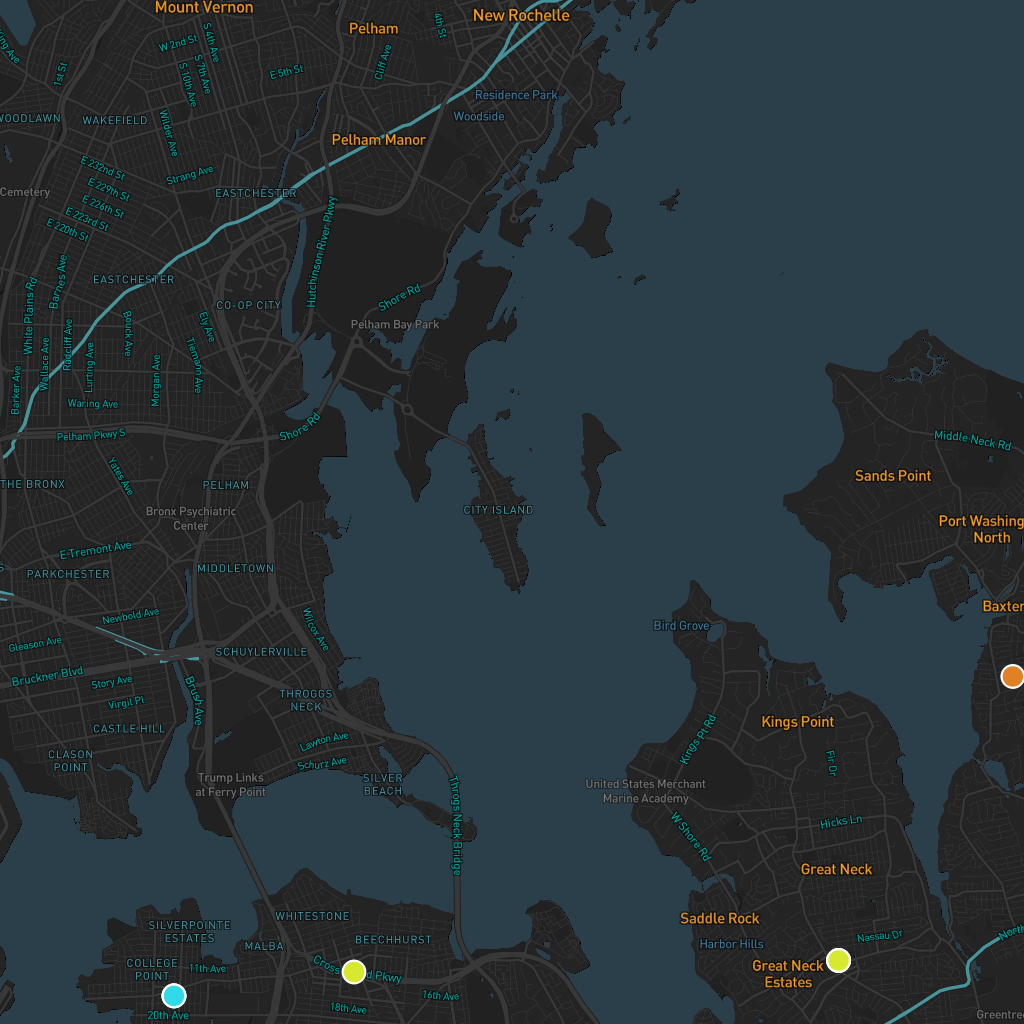 Mount Vernon
New Rochelle
Pelham
4th St
S 4th Ave
W 2nd St
S 7th Ave
S 10th Ave
Cliff Ave
1st St
E 5th St
Residence Park
Woodside
WAKEFIELD
Wilder Ave
Pelham Manor
E 232nd St
E 229th St
E 226th St
E 223rd St
E 220th St
Strang Ave
Cemetery
EASTCHESTER
Hutchinson River Pkwy
EASTCHESTER
Barnes Ave
White Plains Rd
CO-OP CITY
Shore Rd
Pelham Bay Park
Bouck Ave
Ely Ave
Radcliff Ave
Wallace Ave
Lurting Ave
Tiemann Ave
Morgan Ave
Barker Ave
Waring Ave
Shore Rd
Pelham Pkwy S
Middle Neck Rd
Yates Ave
Sands Point
THE BRONX
PELHAM
CITY ISLAND
Bronx Psychiatric
Center
Port Washing
North
E Tremont Ave
PARKCHESTER
MIDDLETOWN
Baxter
Newbold Ave
Wilcox Ave
Bird Grove
Gleason Ave
SCHUYLERVILLE
Bruckner Blvd
Story Ave
Virgil Pl
Brush Ave
THROGGS
NECK
Kings Point
CASTLE HILL
Kings Pt Rd
Lawton Ave
CLASON
POINT
Schurz Ave
Fir Dr
Trump Links
at Ferry Point
SILVER
BEACH
United States Merchant
Marine Academy
Throgs Neck Bridge
W Shore Rd
Hicks Ln
Great Neck
WHITESTONE
Saddle Rock
SILVERPOINTE
ESTATES
MALBA
BEECHHURST
Harbor Hills
Nassau Dr
North
COLLEGE
POINT
11th Ave
Cross
d Pkwy
16th Ave
Great Neck
Estates
18th Ave
20th Ave
Greentree